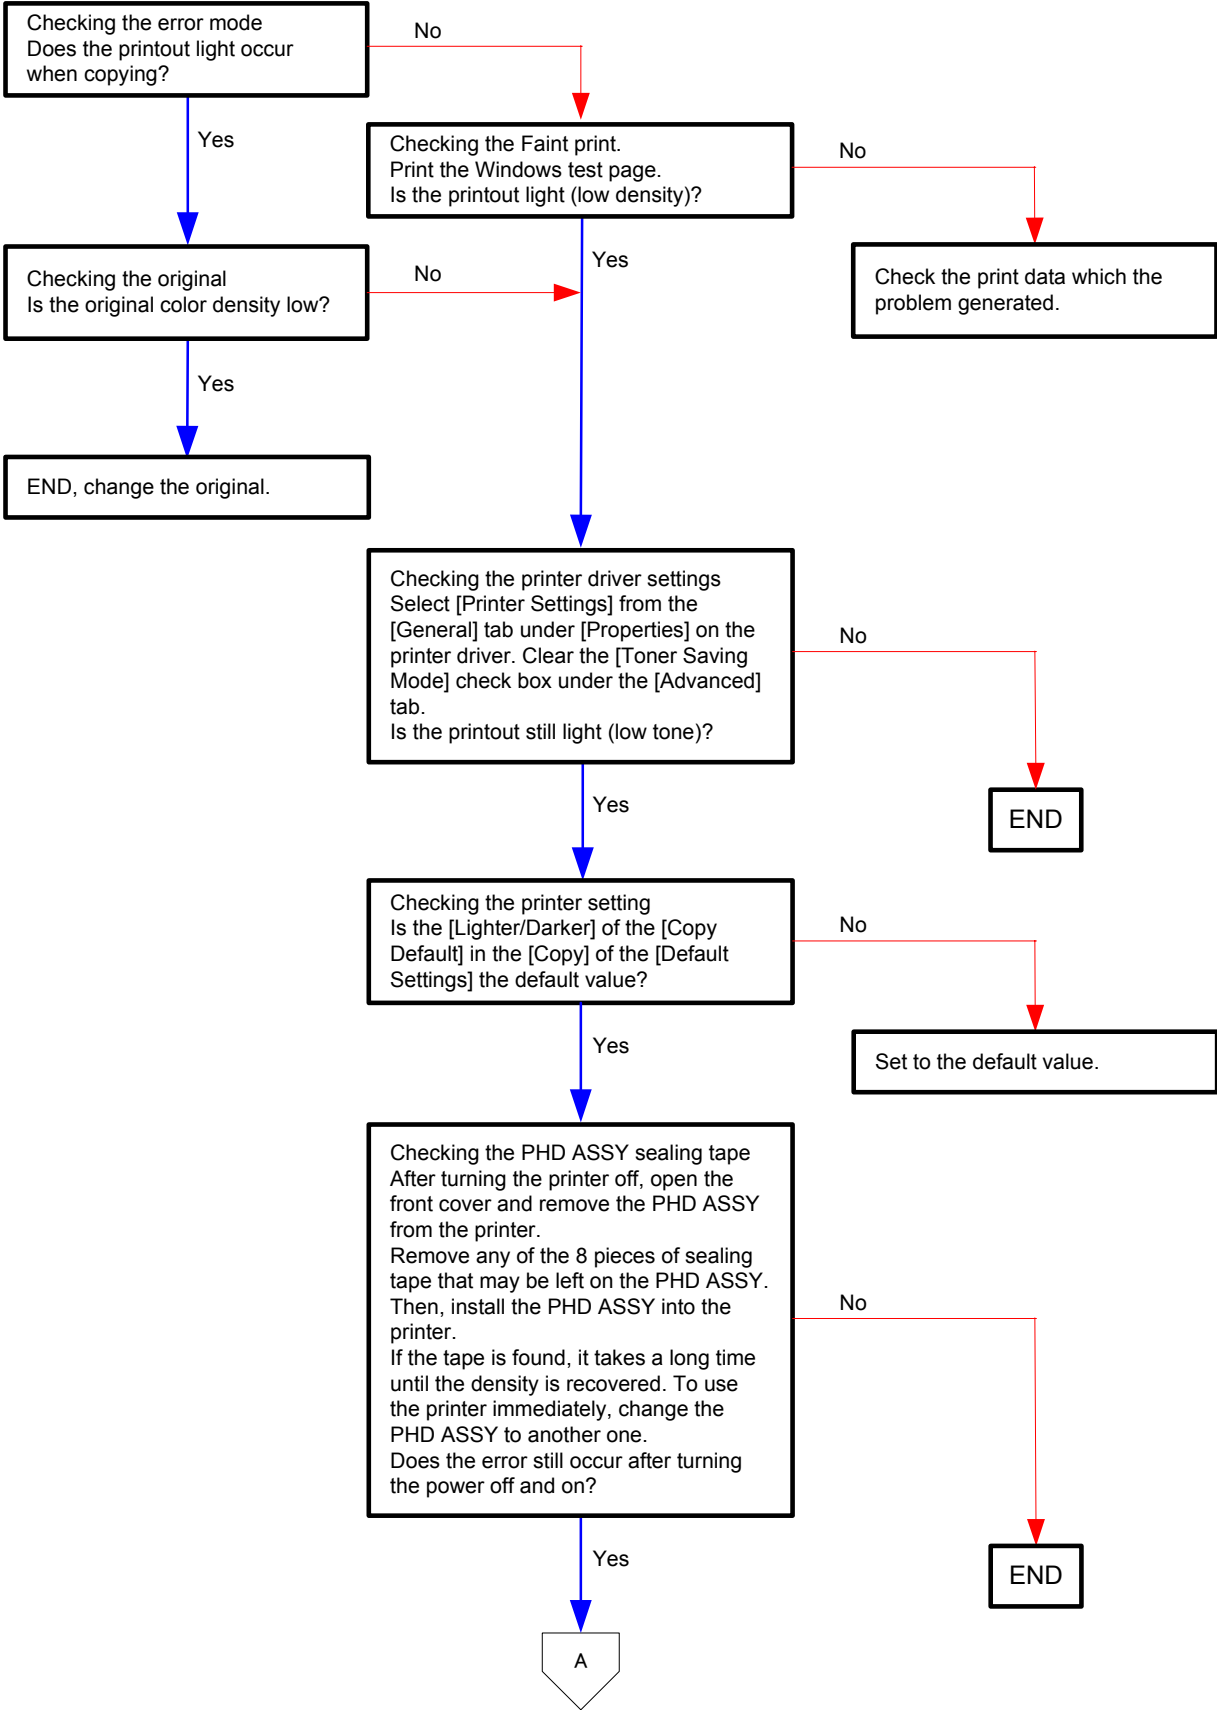 Checking the error mode
Does the printout light occur
when copying?
No
Yes
Checking the Faint print.
Print the Windows test page.
Is the printout light (low density)?
No
Yes
Checking the original
Is the original color density low?
No
Yes
Check the print data which the
problem generated.
END, change the original.
Checking the printer driver settings
Select [Printer Settings] from the
[General] tab under [Properties] on the
printer driver. Clear the [Toner Saving
Mode] check box under the [Advanced]
tab.
Is the printout still light (low tone)?
No
Yes
END
Checking the printer setting
Is the [Lighter/Darker] of the [Copy
Default] in the [Copy] of the [Default
Settings] the default value?
No
Yes
Set to the default value.
Checking the PHD ASSY sealing tape
After turning the printer off, open the
front cover and remove the PHD ASSY
from the printer.
Remove any of the 8 pieces of sealing
tape that may be left on the PHD ASSY.
Then, install the PHD ASSY into the
printer.
If the tape is found, it takes a long time
until the density is recovered. To use
the printer immediately, change the
PHD ASSY to another one.
Does the error still occur after turning
the power off and on?
No
Yes
END
A